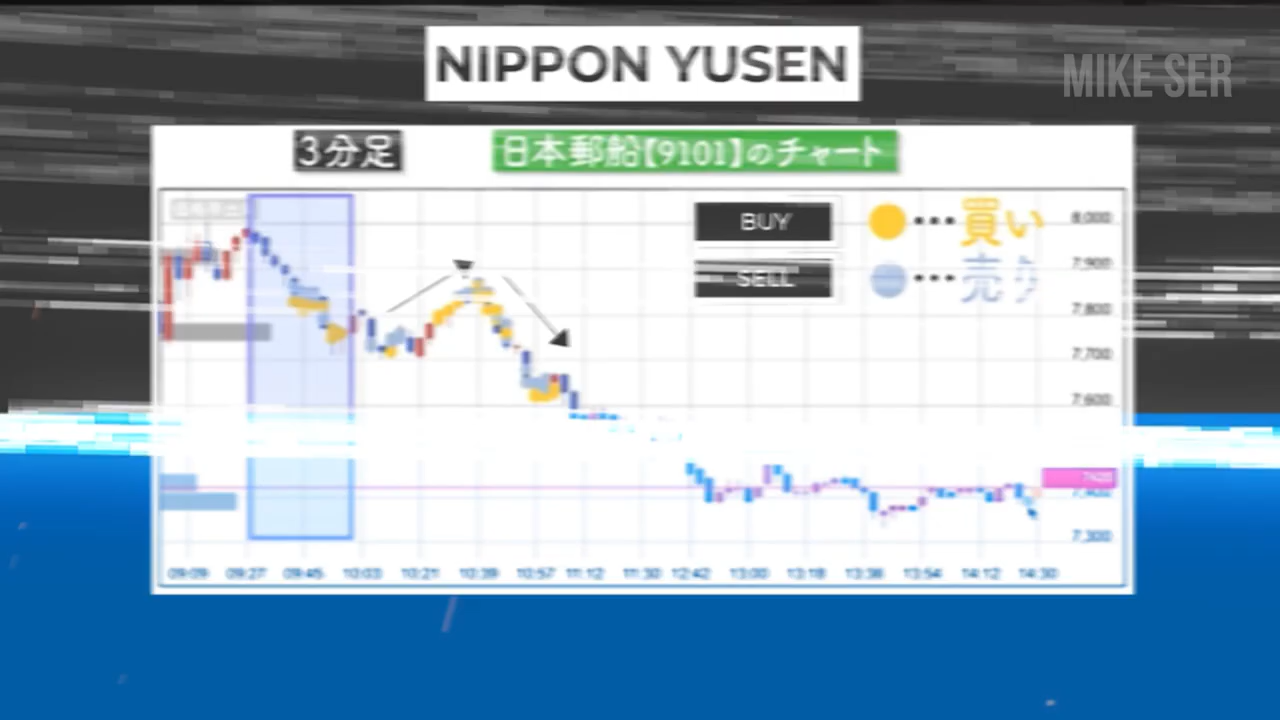 NIPPON YUSEN
MIKE SER
3分足
日本郵船【9101】のチャート
BUY
●・・・買い
SELL
●・・・売り
8,000
7,900
7,800
7,700
7,600
7,400
7,300
09:09 09:27 09:45 10:03 10:21 10:39 10:57 11:12 11:30 12:42 13:00 13:18 13:36 13:54 14:12 14:30